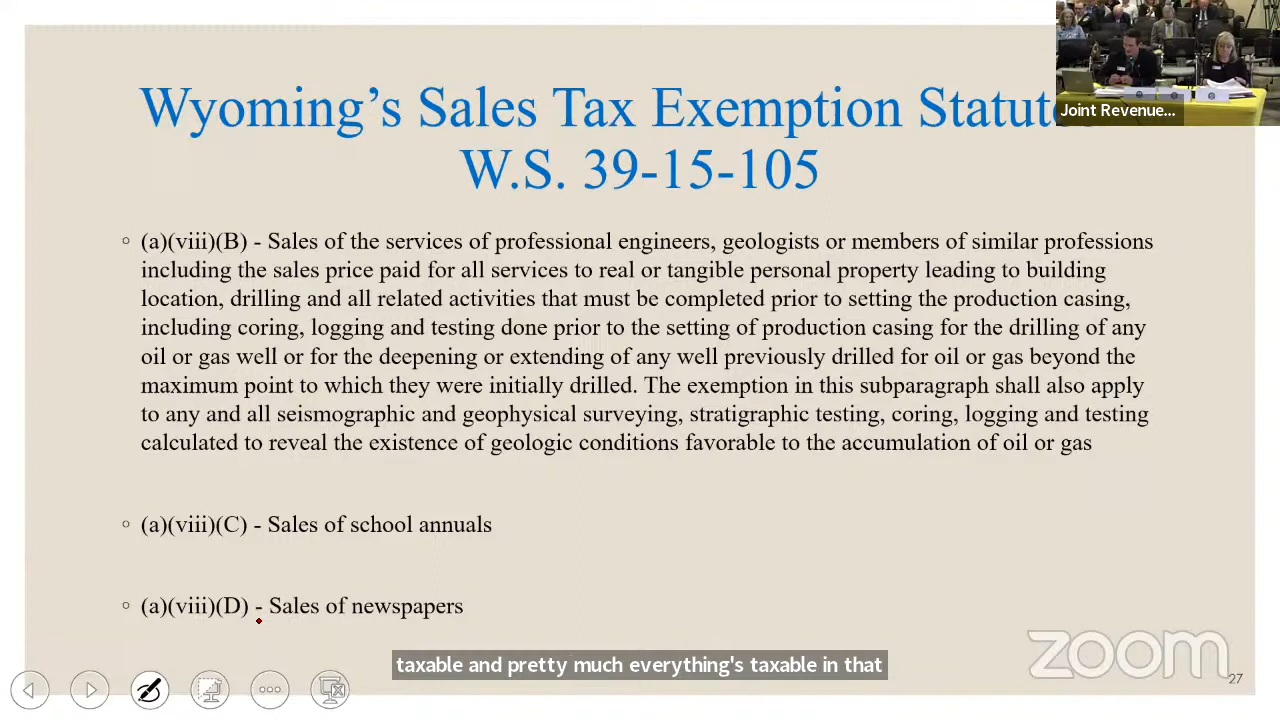 Wyoming's Sales Tax Exemption Statute
W.S. 39-15-105
Joint Revenue...
(a)(viii)(B) - Sales of the services of professional engineers, geologists or members of similar professions
including the sales price paid for all services to real or tangible personal property leading to building
location, drilling and all related activities that must be completed prior to setting the production casing,
including coring, logging and testing done prior to the setting of production casing for the drilling of any
oil or gas well or for the deepening or extending of any well previously drilled for oil or gas beyond the
maximum point to which they were initially drilled. The exemption in this subparagraph shall also apply
to any and all seismographic and geophysical surveying, stratigraphic testing, coring, logging and testing
calculated to reveal the existence of geologic conditions favorable to the accumulation of oil or gas
(a)(viii)(C) - Sales of school annuals
(a)(viii)(D) - Sales of newspapers
taxable and pretty much everything's taxable in that
zoom
27